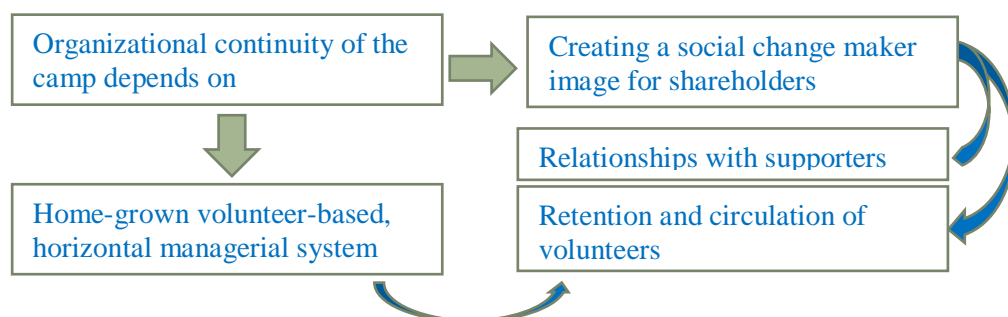 Organizational continuity of the
camp depends on
Creating a social change maker
image for shareholders
Relationships with supporters
Home-grown volunteer-based,
horizontal managerial system
Retention and circulation of
volunteers